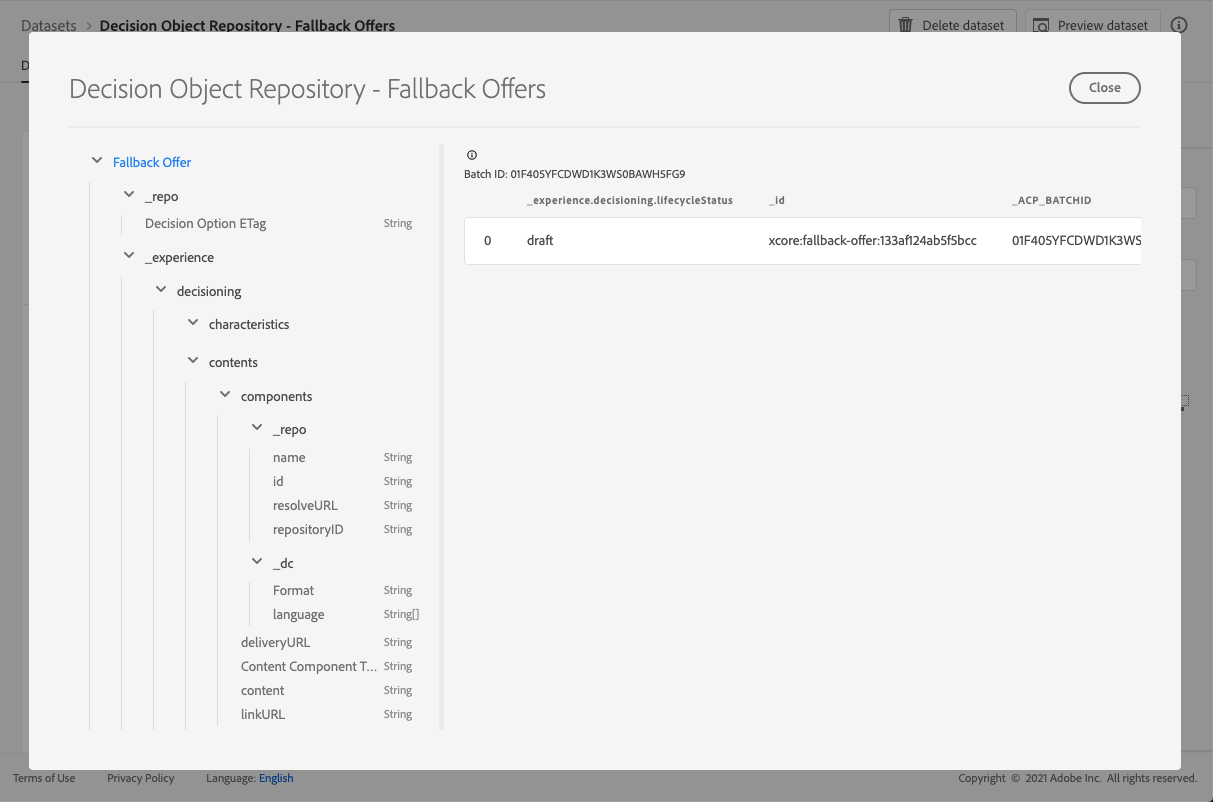 Datasets > Decision Object Repository - Fallback Offers
Delete dataset
Preview dataset
D
Decision Object Repository - Fallback Offers
Close
Fallback Offer
_repo
Decision Option ETag String
_experience
decisioning
characteristics
contents
components
_repo
name String
id String
resolveURL String
repositoryID String
_dc
Format String
language String[]
deliveryURL String
Content Component T... String
content String
linkURL String
Batch ID: 01F405YFCDWD1K3WS0BAWH5FG9
_experience.decisioning.lifecycleStatus _id _ACP_BATCHID
0 draft xcore:fallback-offer:133af124ab5f5bcc 01F405YFCDWD1K3WS
Terms of Use Privacy Policy Language: English
Copyright © 2021 Adobe Inc. All rights reserved.